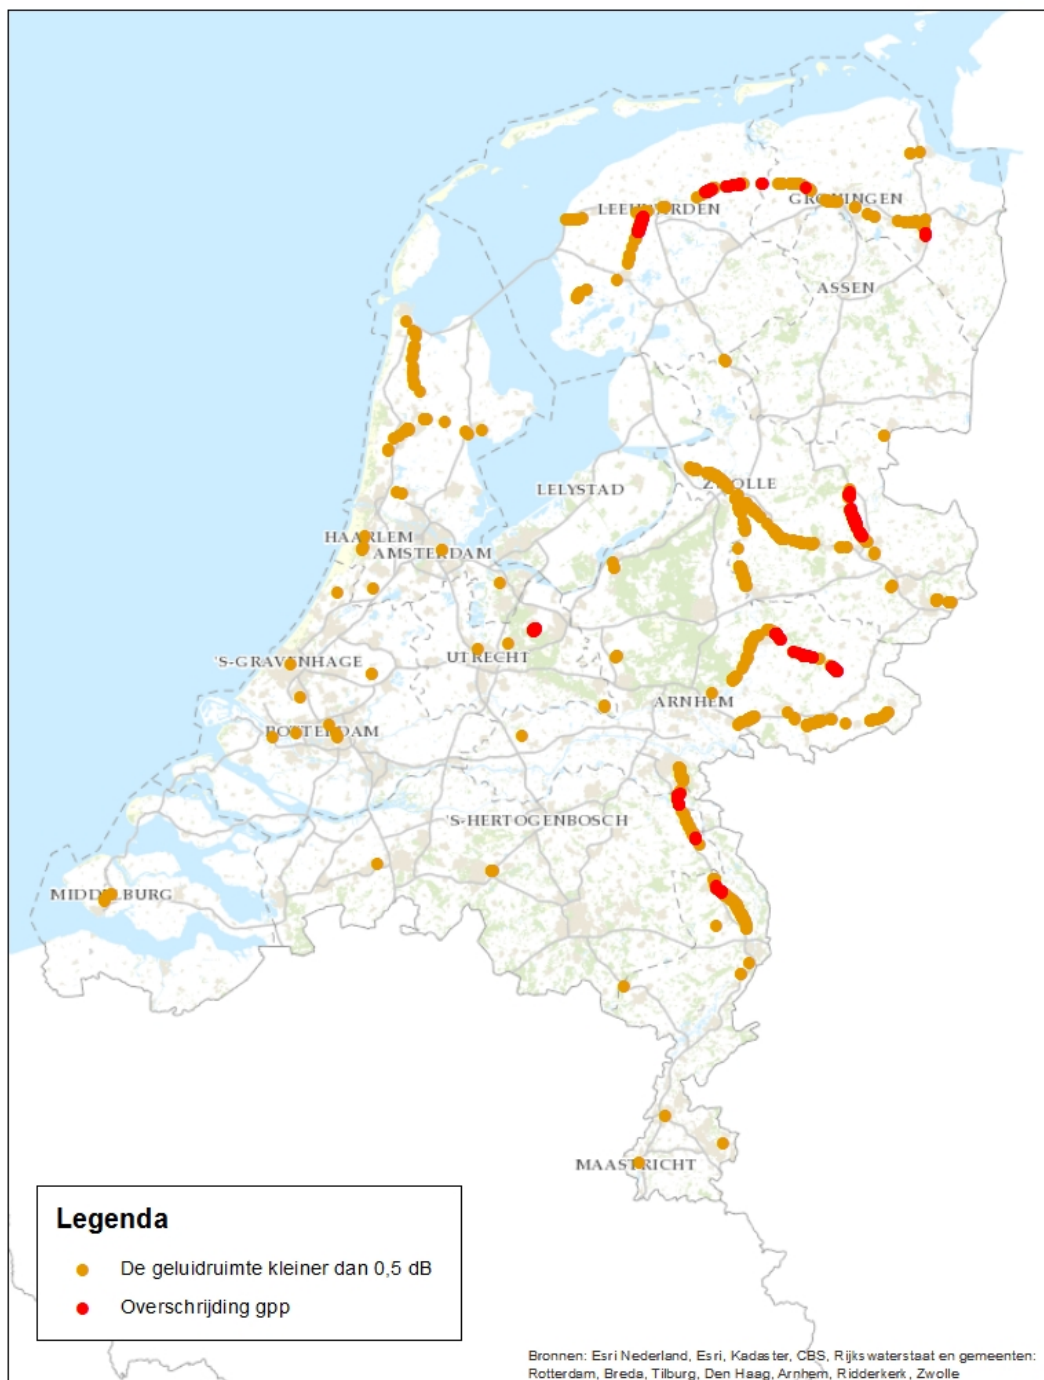 LEEUWARDEN
GRONINGEN
ASSEN
ZWOLLE
LELYSTAD
HAARLEM
AMSTERDAM
'S-GRAVENHAGE
UTRECHT
ARNHEM
ROTTERDAM
'S-HERTOGENBOSCH
MIDDELBURG
MAASTRICHT
Legenda
De geluidruimte kleiner dan 0,5 dB
Overschrijding gpp
Bronnen: Esri Nederland, Esri, Kadaster, CBS, Rijkswaterstaat en gemeenten:
Rotterdam, Breda, Tilburg, Den Haag, Arnhem, Ridderkerk, Zwolle